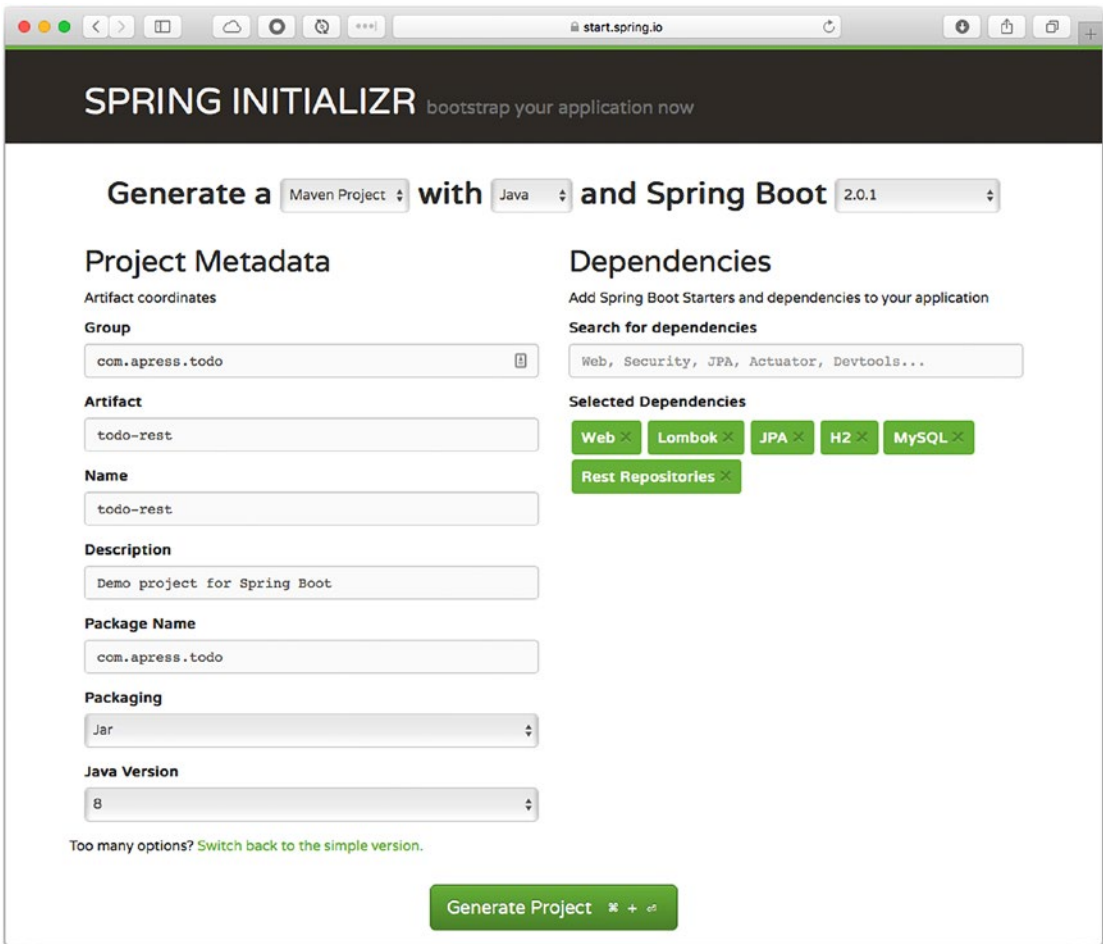 start.spring.io
SPRING INITIALIZR bootstrap your application now
Generate a Maven Project with Java and Spring Boot 2.0.1
Project Metadata
Artifact coordinates
Group
com.apress.todo
Artifact
todo-rest
Name
todo-rest
Description
Demo project for Spring Boot
Package Name
com.apress.todo
Packaging
Jar
Java Version
8
Too many options? Switch back to the simple version.
Dependencies
Add Spring Boot Starters and dependencies to your application
Search for dependencies
Web, Security, JPA, Actuator, Devtools...
Selected Dependencies
Web × Lombok × JPA × H2 × MySQL ×
Rest Repositories ×
Generate Project ⌘ + ⏎